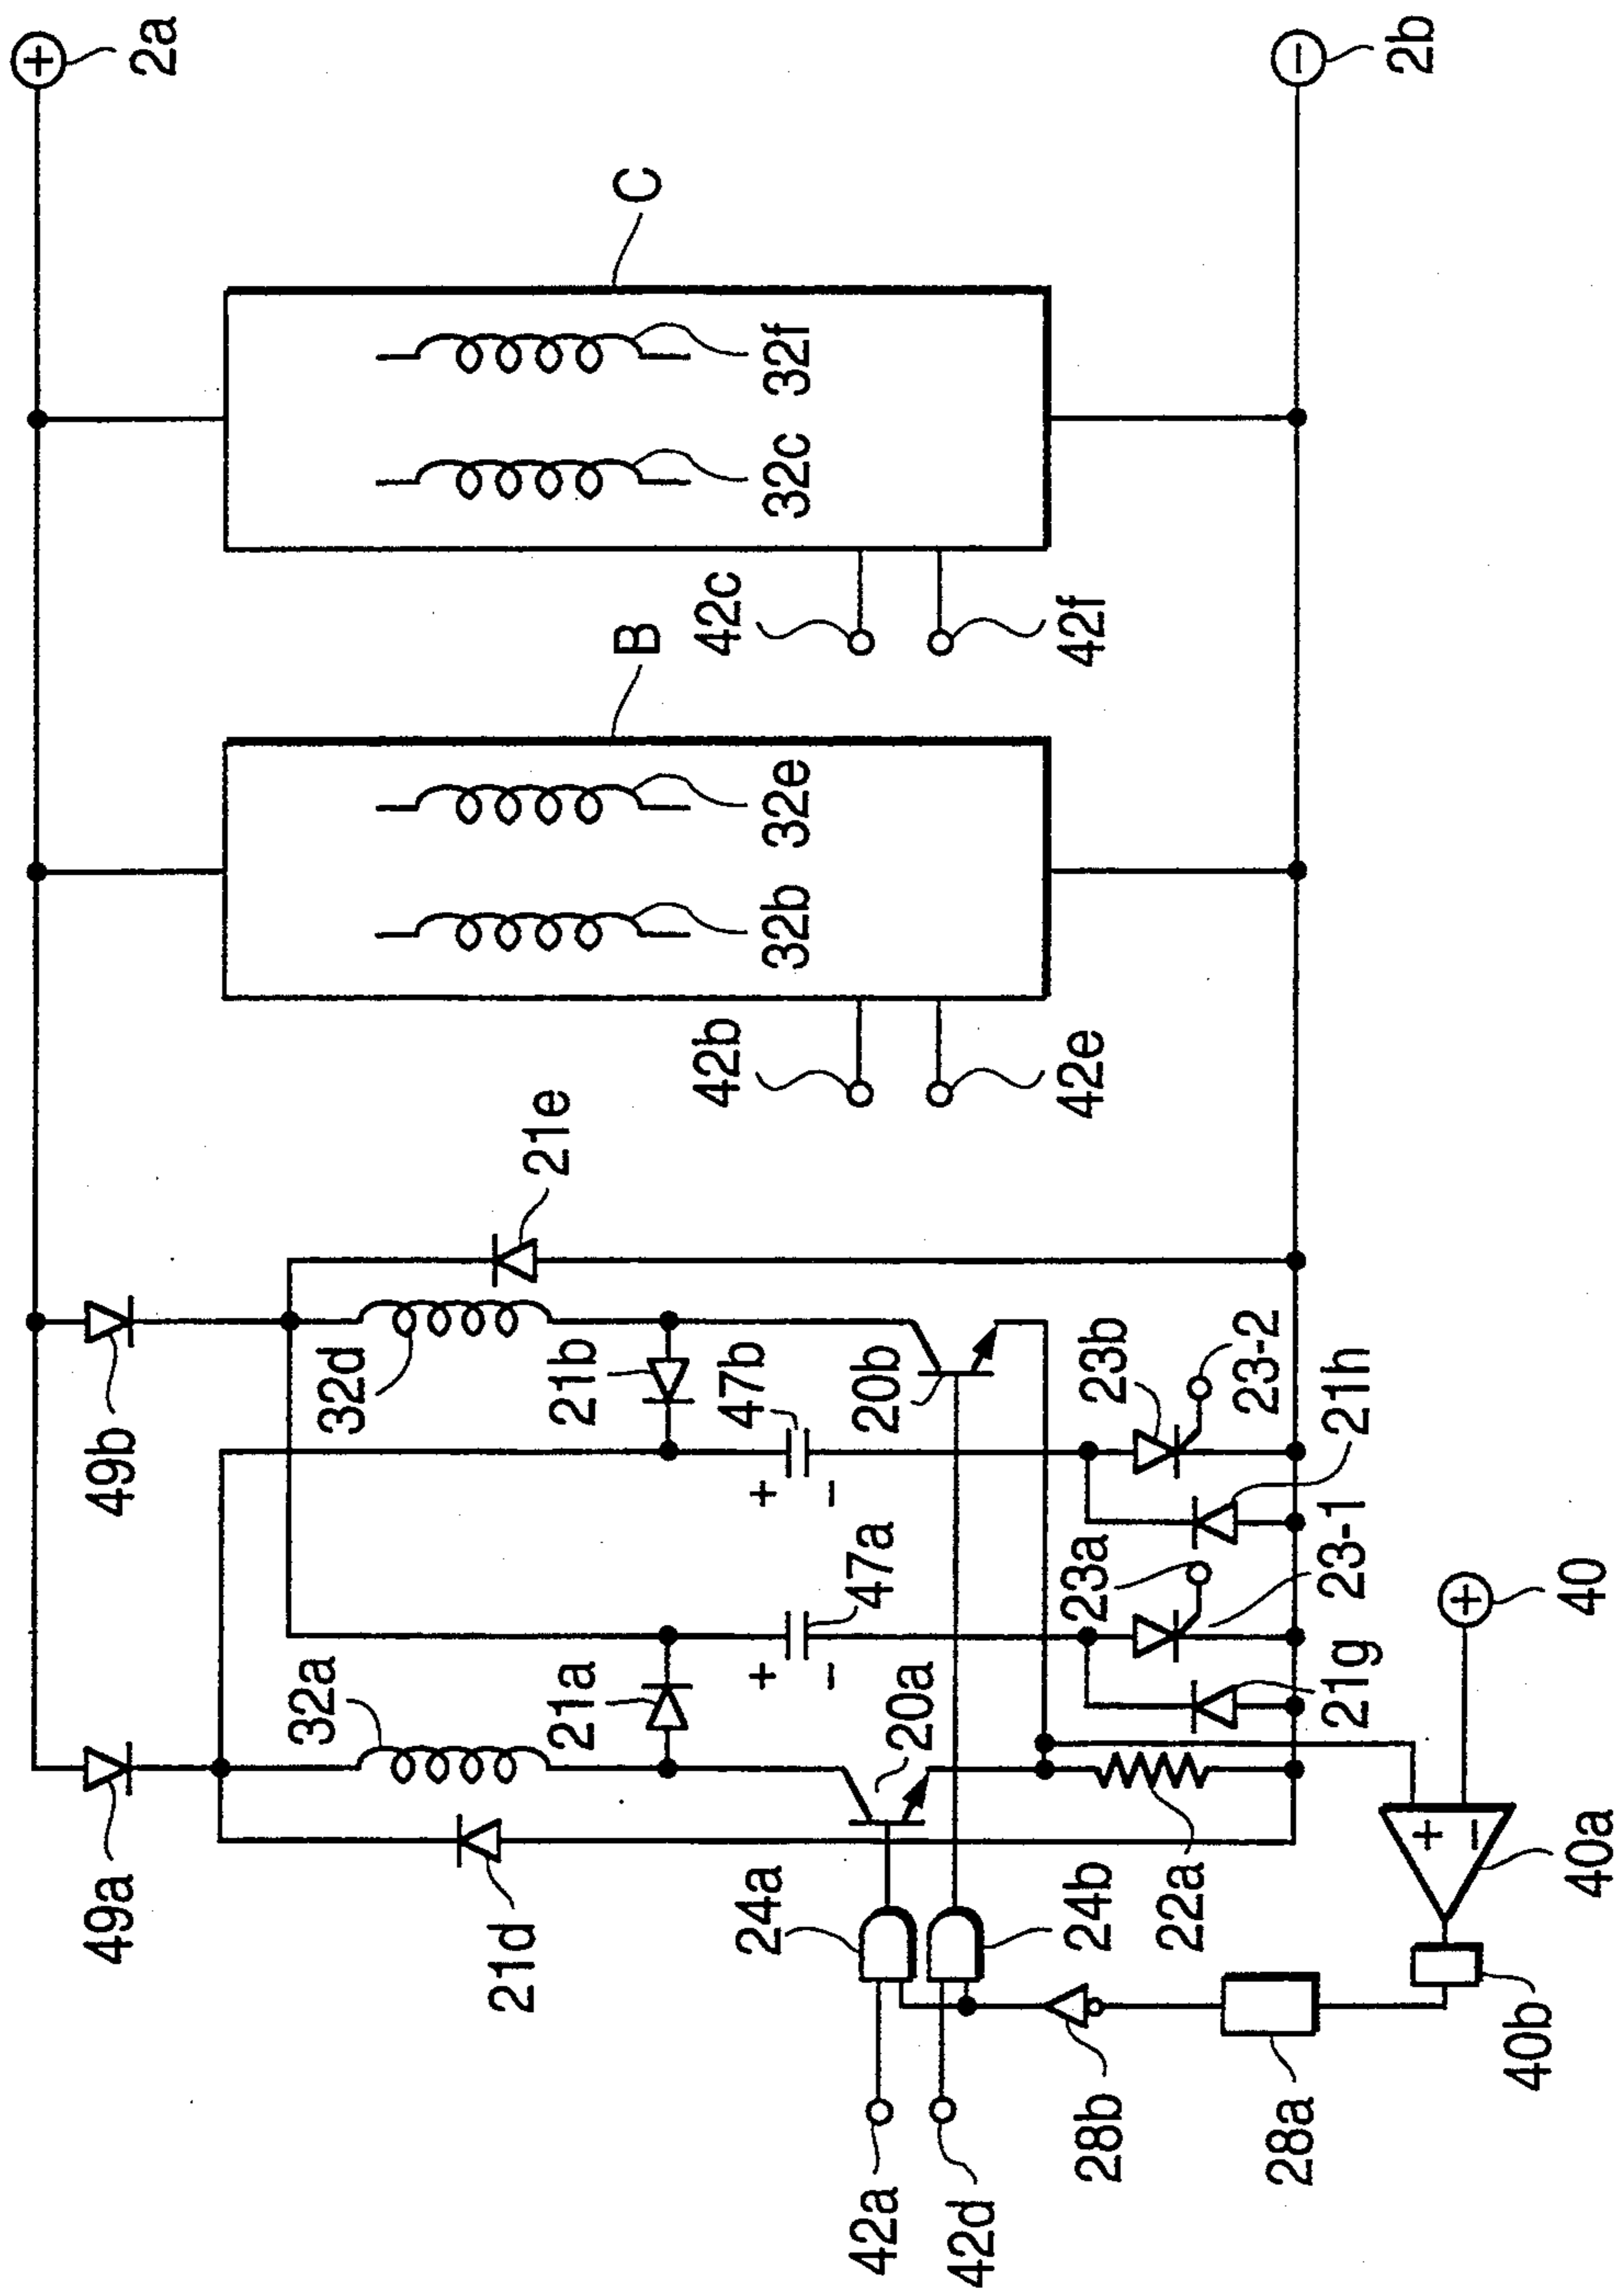 +
2a
−
2b
C
32f
32c
42c
42f
B
32e
32b
42b
42e
21e
49b
32d
21b
47b
+
−
20b
23b
23-2
21h
49a
32a
21a
47a
+
−
20a
23a
23-1
21g
+
40
21d
24a
24b
22a
+
−
40a
40b
42a
42d
28b
28a